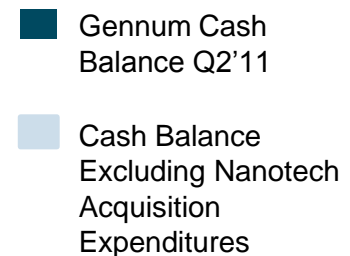 Gennum Cash
Balance Q2’11
Cash Balance
Excluding Nanotech
Acquisition
Expenditures